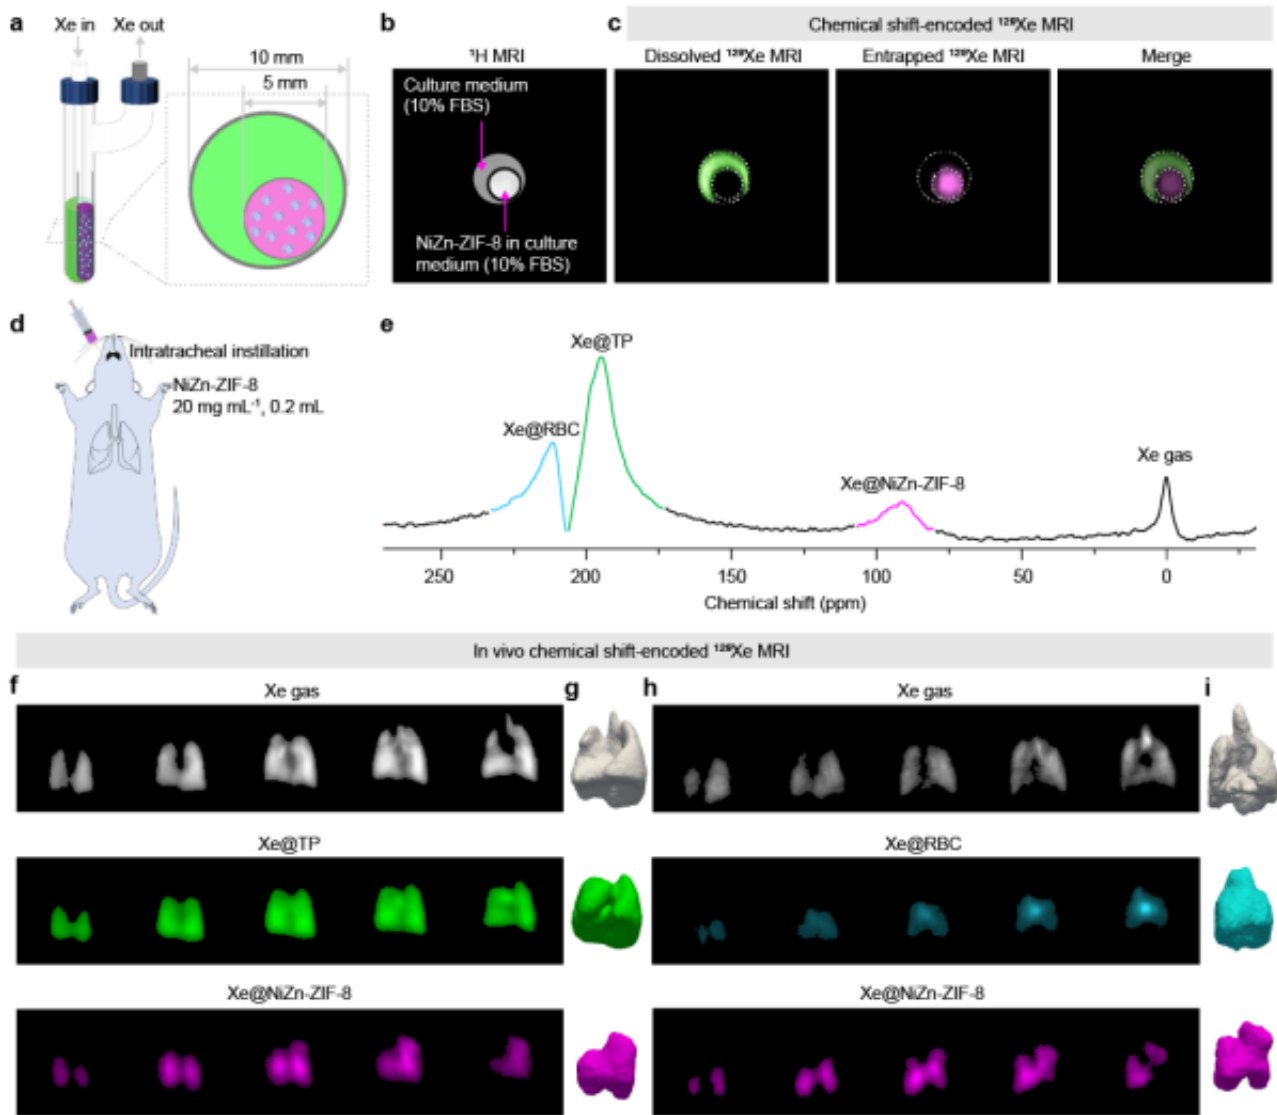 a
Xe in
Xe out
10 mm
5 mm
b
¹H MRI
Culture medium
(10% FBS)
NiZn-ZIF-8 in culture
medium (10% FBS)
c
Chemical shift-encoded ¹²⁹Xe MRI
Dissolved ¹²⁹Xe MRI
Entrapped ¹²⁹Xe MRI
Merge
d
Intratracheal instillation
NiZn-ZIF-8
20 mg mL⁻¹, 0.2 mL
e
Xe@TP
Xe@RBC
Xe@NiZn-ZIF-8
Xe gas
250
200
150
100
50
0
Chemical shift (ppm)
In vivo chemical shift-encoded ¹²⁹Xe MRI
f
Xe gas
g
h
Xe gas
i
Xe@TP
Xe@RBC
Xe@NiZn-ZIF-8
Xe@NiZn-ZIF-8